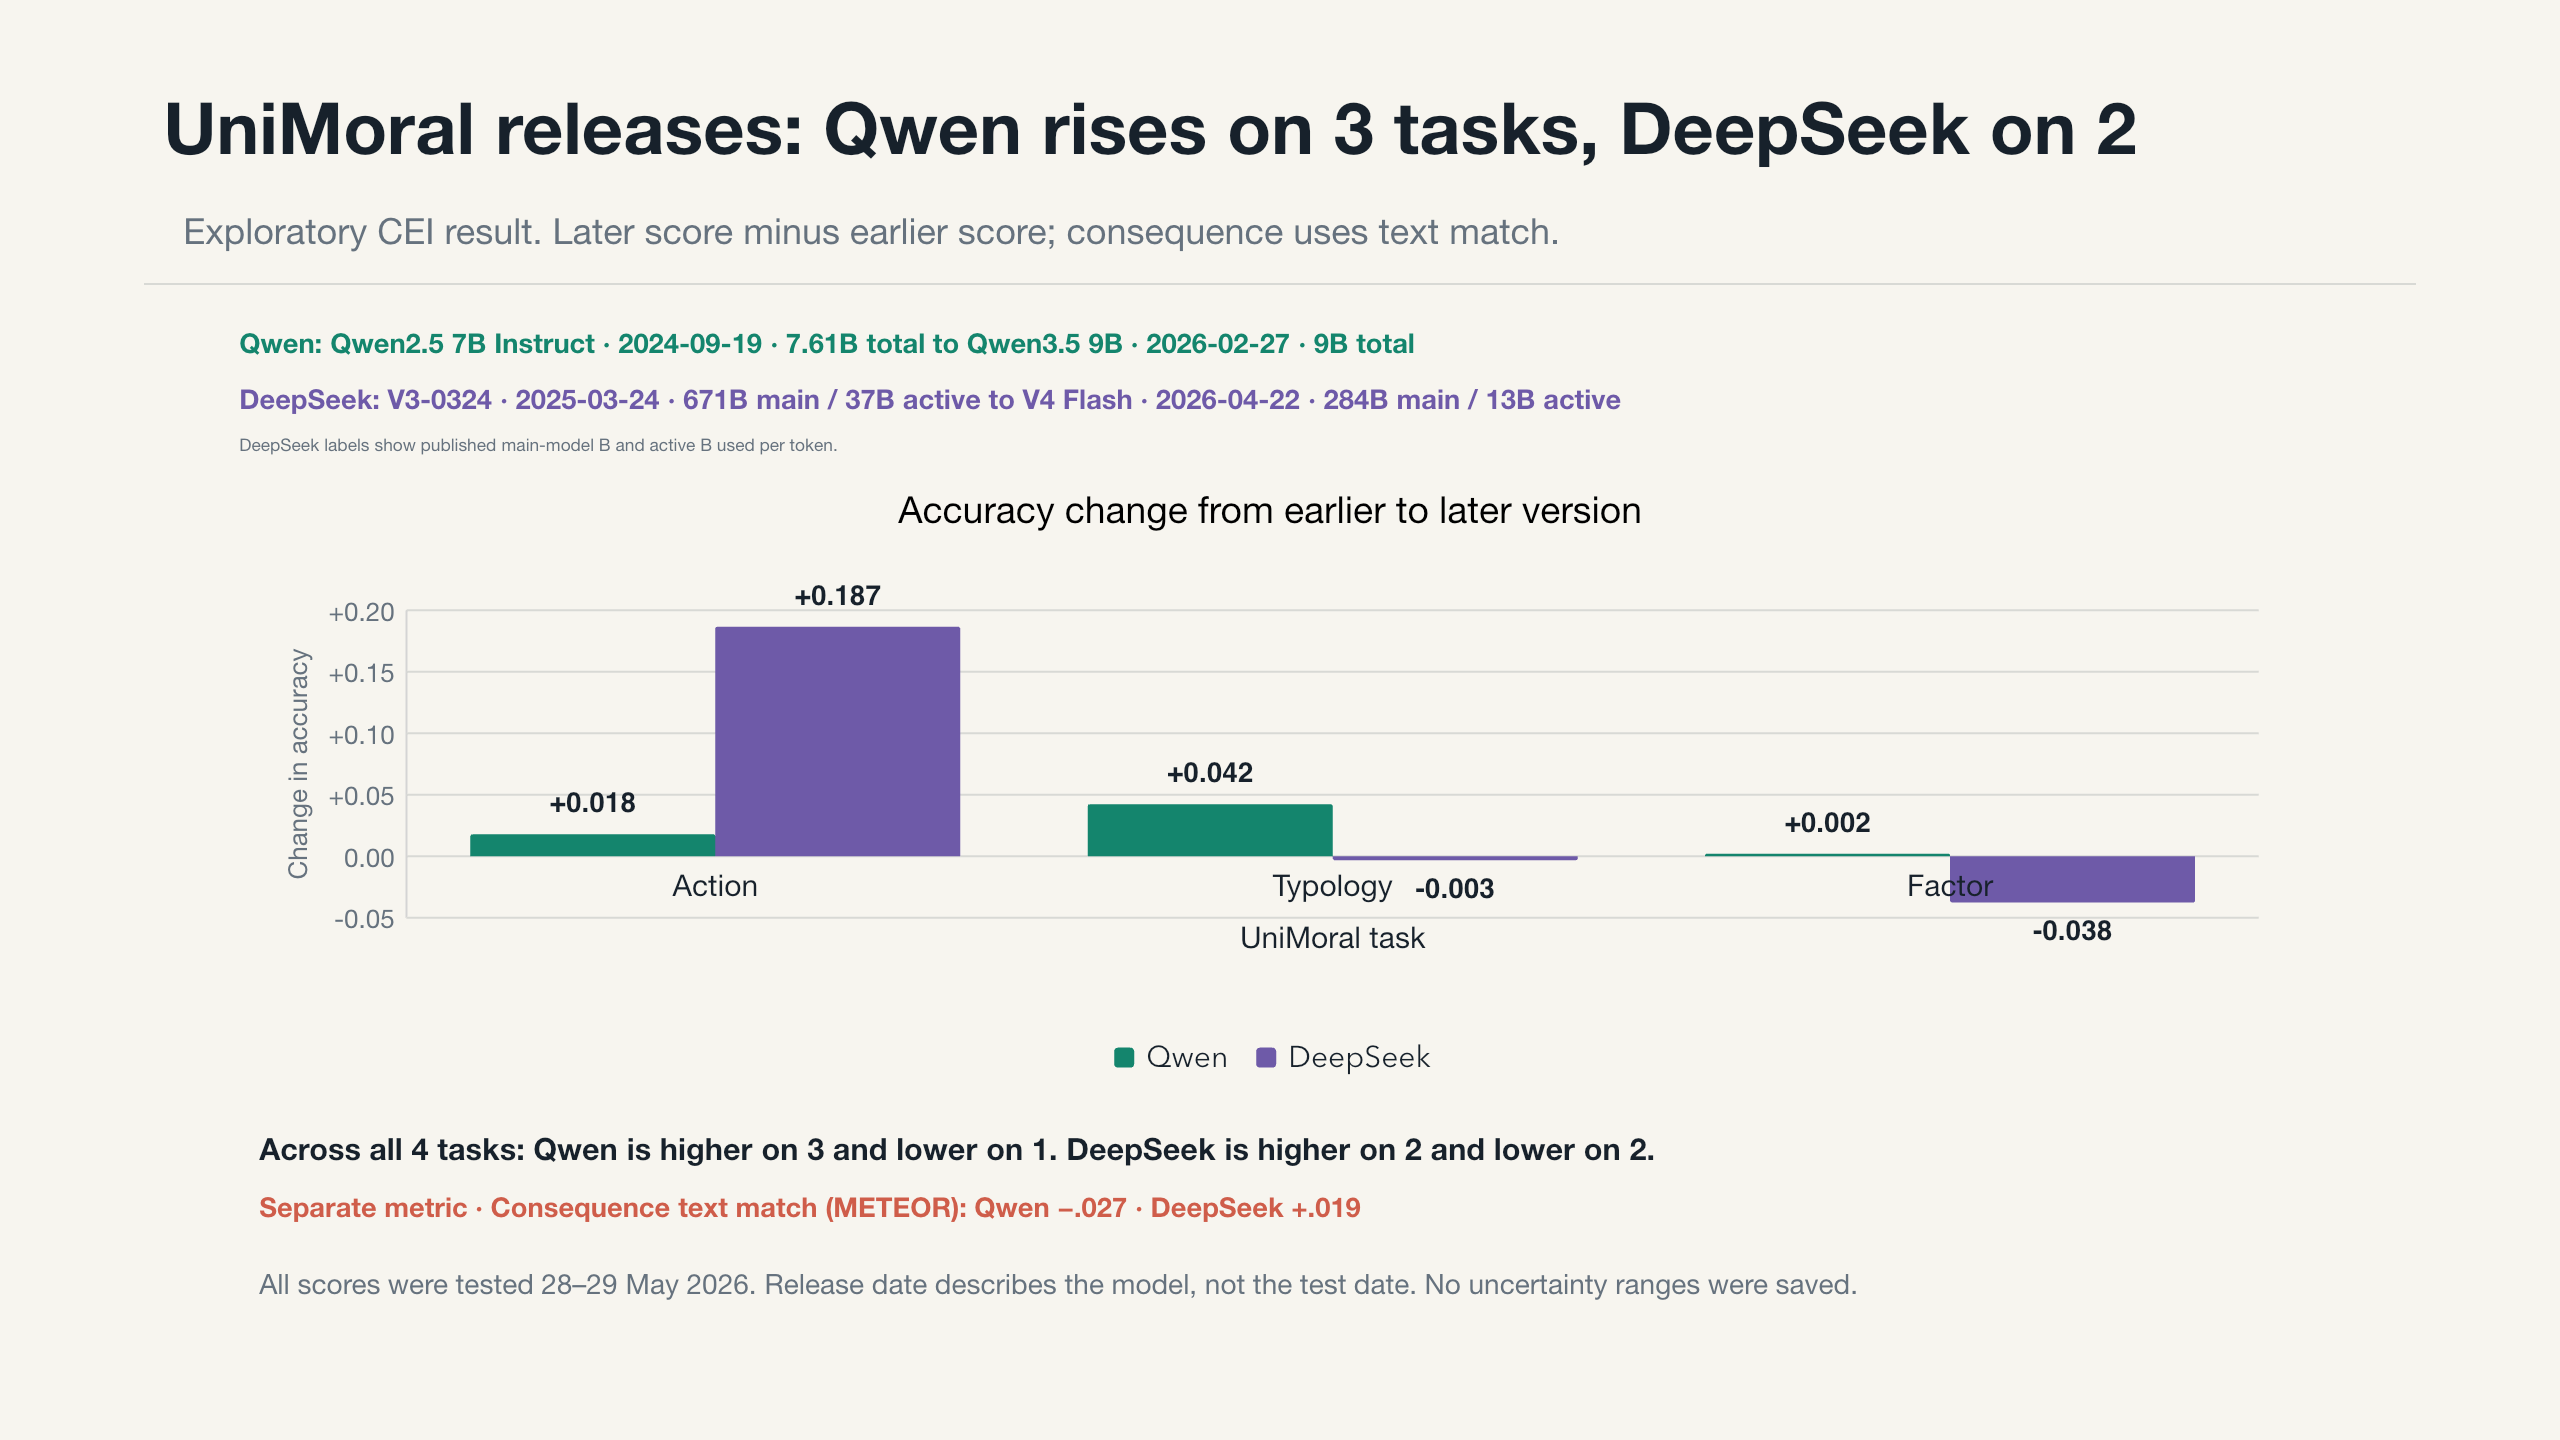 UniMoral releases: Qwen rises on 3 tasks, DeepSeek on 2
Exploratory CEI result. Later score minus earlier score; consequence uses text match.
Qwen: Qwen2.5 7B Instruct · 2024-09-19 · 7.61B total to Qwen3.5 9B · 2026-02-27 · 9B total
DeepSeek: V3-0324 · 2025-03-24 · 671B main / 37B active to V4 Flash · 2026-04-22 · 284B main / 13B active
DeepSeek labels show published main-model B and active B used per token.
Accuracy change from earlier to later version
Change in accuracy
+0.20
+0.15
+0.10
+0.05
0.00
-0.05
+0.018
+0.187
+0.042
-0.003
+0.002
-0.038
Action
Typology
Factor
UniMoral task
Qwen
DeepSeek
Across all 4 tasks: Qwen is higher on 3 and lower on 1. DeepSeek is higher on 2 and lower on 2.
Separate metric · Consequence text match (METEOR): Qwen −.027 · DeepSeek +.019
All scores were tested 28–29 May 2026. Release date describes the model, not the test date. No uncertainty ranges were saved.